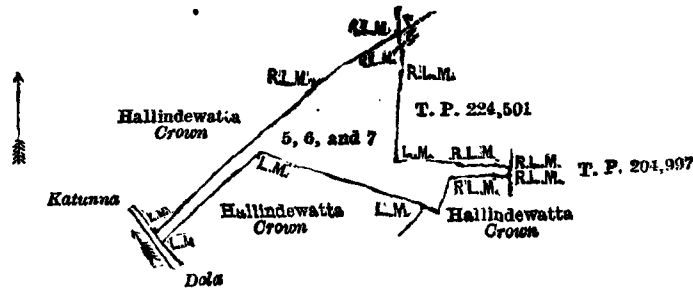 R.L.M.
R.L.M.
R.L.M.
R.L.M.
T. P. 224,501
Hallindewatta
Crown
5, 6, and 7
L.M.
R.L.M.
R.L.M.
T. P. 204,997
L.M.
R.L.M.
R.L.M.
Katunna
L.M.
Hallindewatta
Crown
L.M.
Hallindewatta
Crown
L.M.
Dola